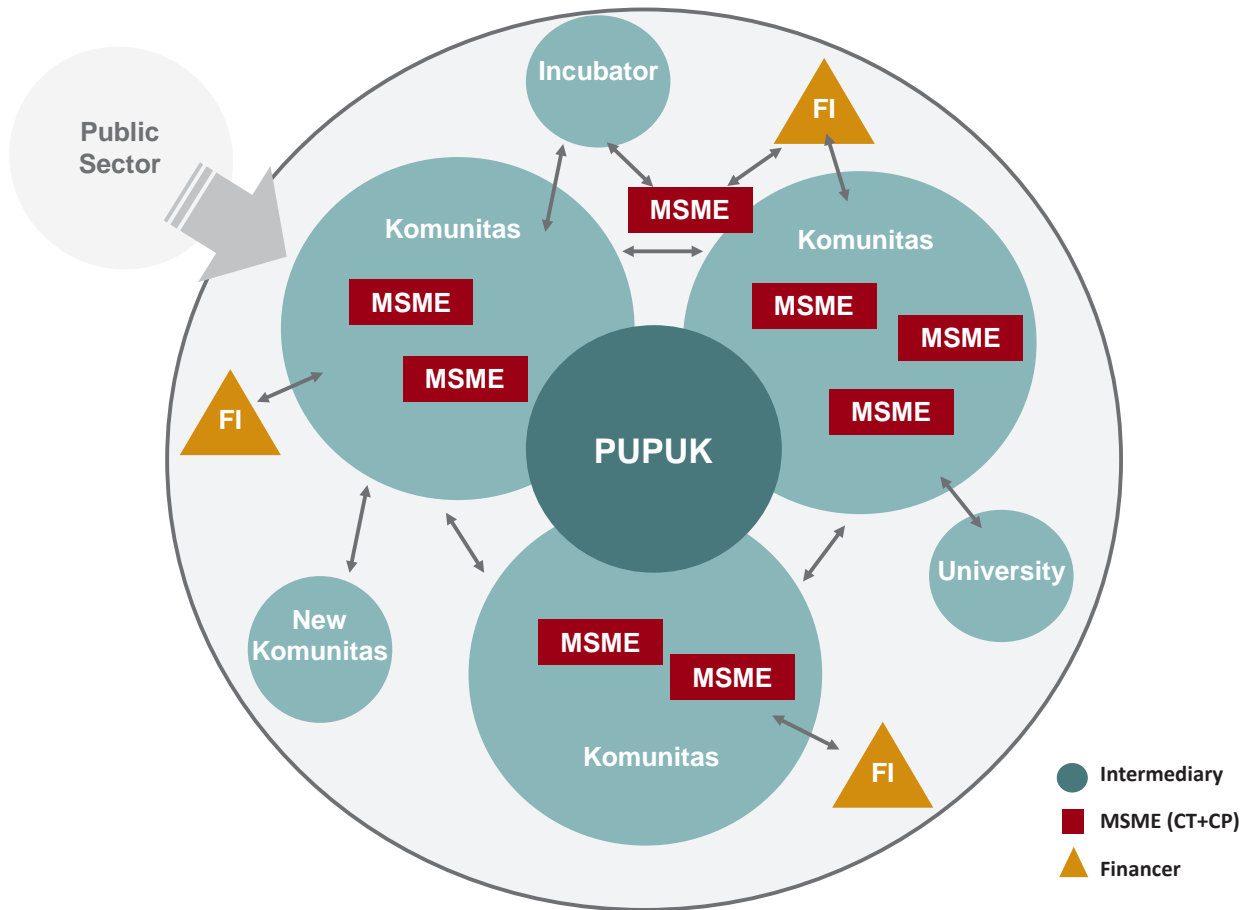 Incubator
FI
Public
Sector
MSME
Komunitas
Komunitas
MSME
MSME
MSME
MSME
MSME
FI
PUPUK
University
New
Komunitas
MSME
MSME
Komunitas
FI
Intermediary
MSME (CT+CP)
Financer